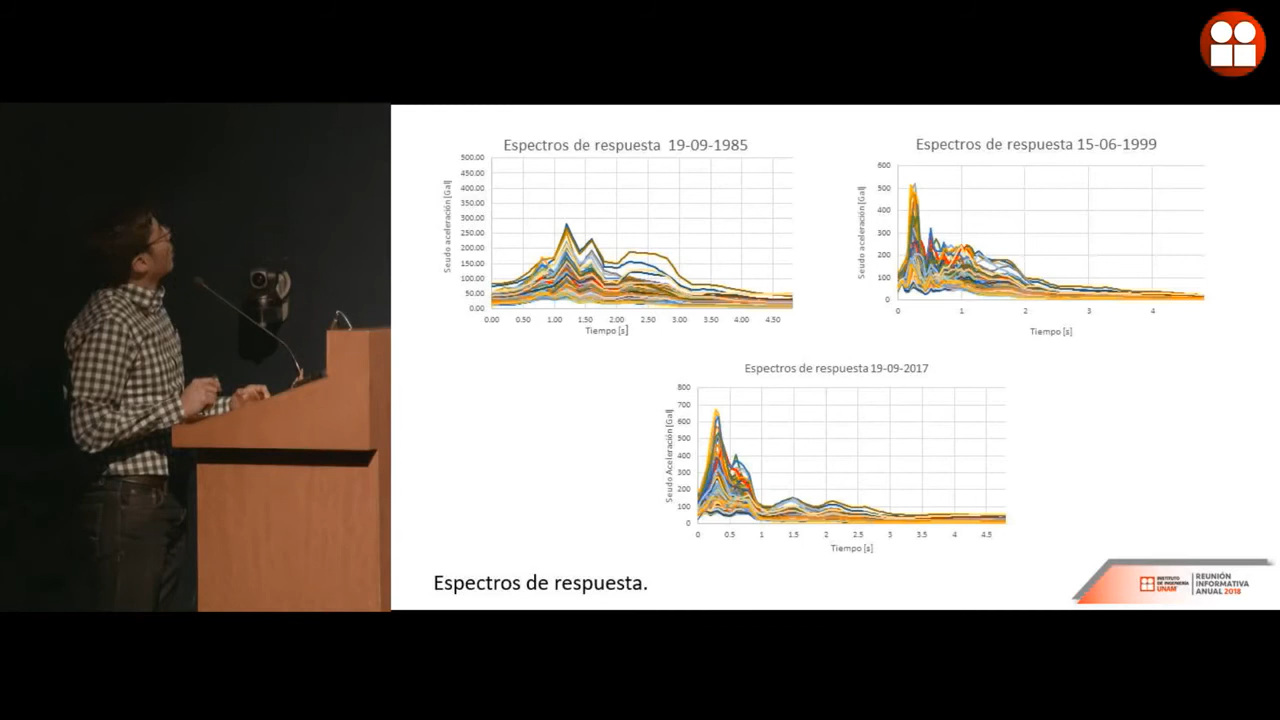 Espectros de respuesta 19-09-1985
500.00
450.00
400.00
350.00
300.00
250.00
200.00
150.00
100.00
50.00
0.00
Seudo aceleración [Gal]
0.00 0.50 1.00 1.50 2.00 2.50 3.00 3.50 4.00 4.50
Tiempo [s]
Espectros de respuesta 15-06-1999
600
500
400
300
200
100
0
Seudo aceleración [Gal]
0 1 2 3 4
Tiempo [s]
Espectros de respuesta 19-09-2017
800
700
600
500
400
300
200
100
0
Seudo Aceleración [Gal]
0 0.5 1 1.5 2 2.5 3 3.5 4 4.5
Tiempo [s]
Espectros de respuesta.
INSTITUTO
DE INGENIERÍA
UNAM
REUNIÓN
INFORMATIVA
ANUAL 2018